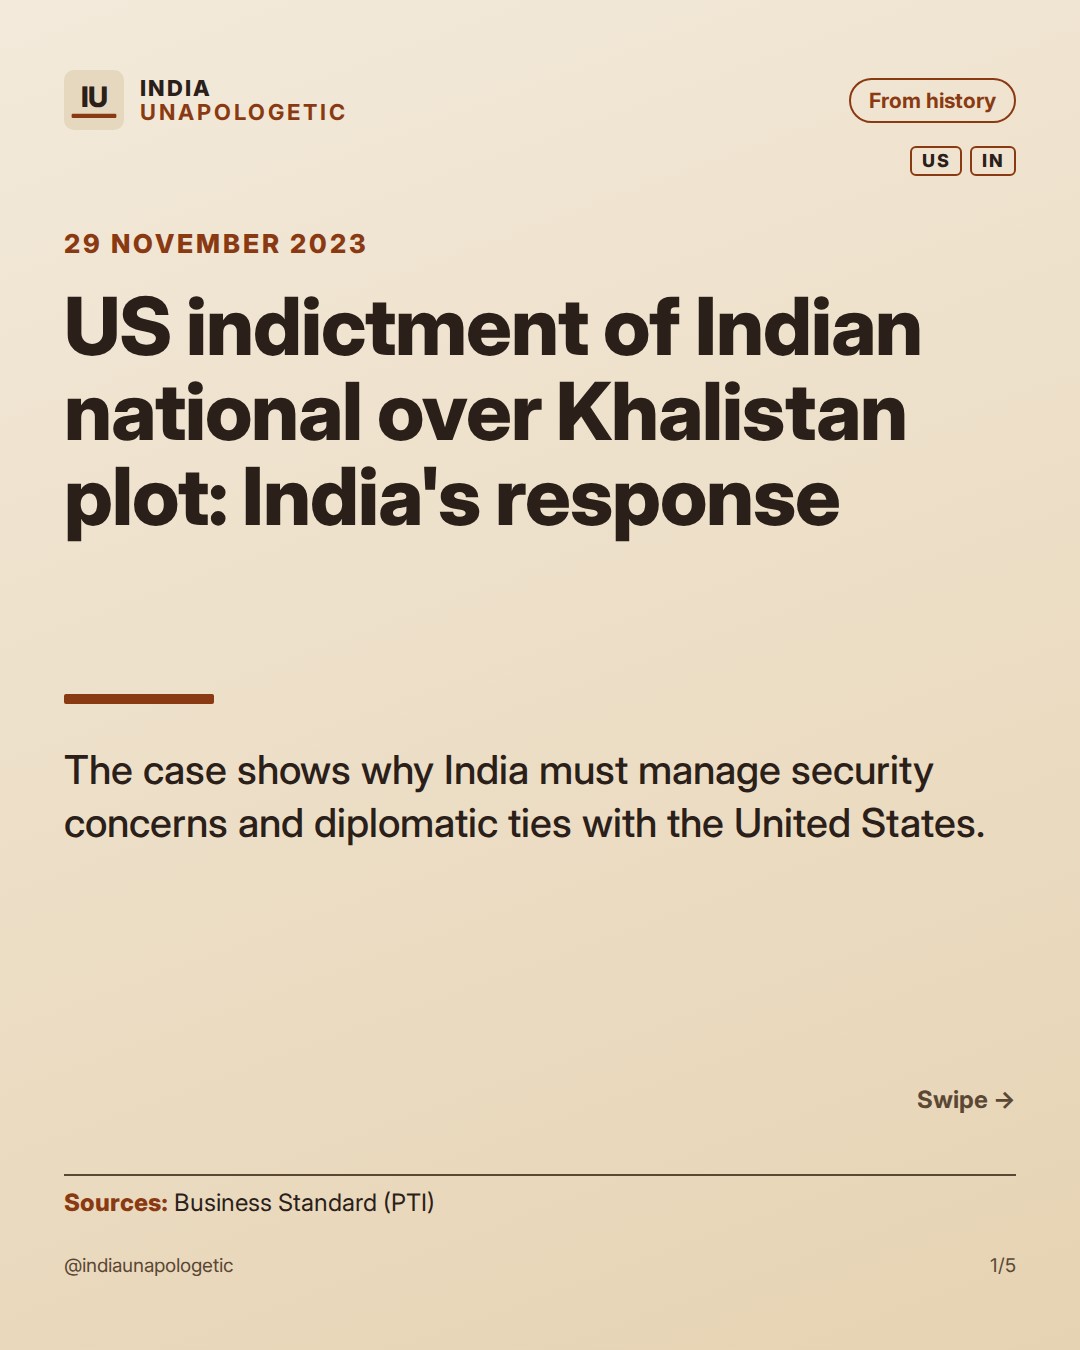 IU
INDIA
UNAPOLOGETIC
From history
US
IN
29 NOVEMBER 2023
US indictment of Indian
national over Khalistan
plot: India's response
The case shows why India must manage security
concerns and diplomatic ties with the United States.
Swipe →
Sources: Business Standard (PTI)
@indiaunapologetic
1/5